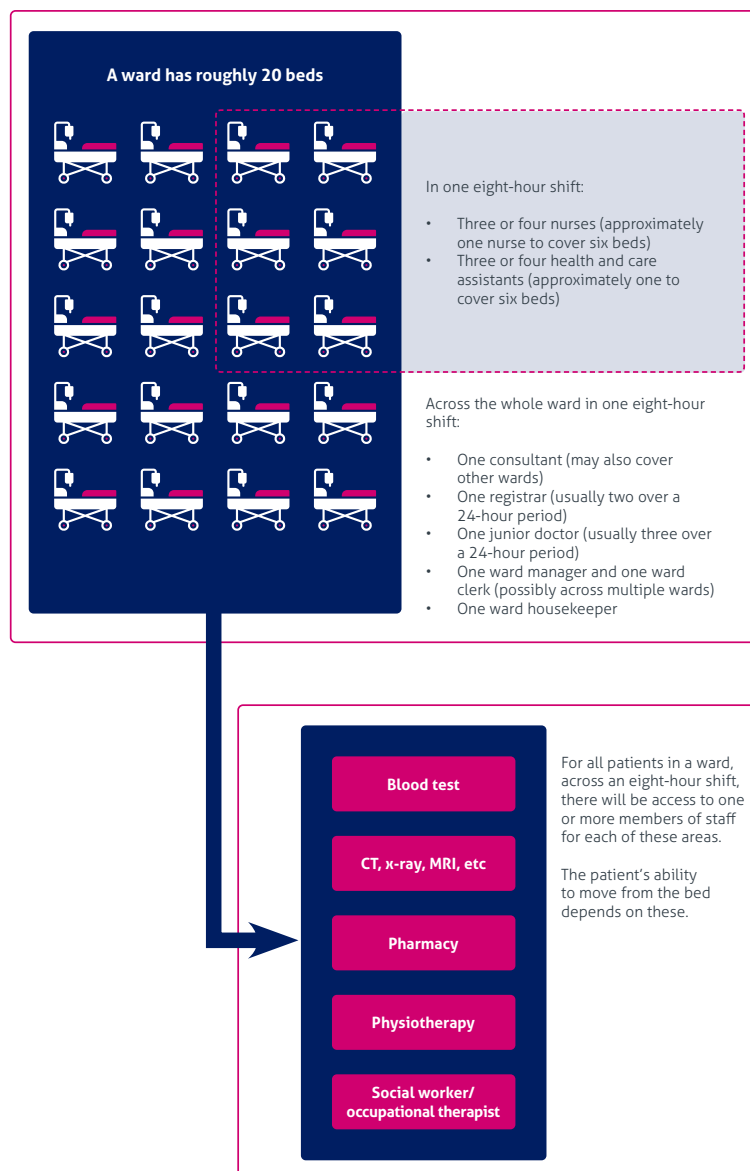 A ward has roughly 20 beds
In one eight-hour shift:
• Three or four nurses (approximately
one nurse to cover six beds)
• Three or four health and care
assistants (approximately one to
cover six beds)
Across the whole ward in one eight-hour
shift:
• One consultant (may also cover
other wards)
• One registrar (usually two over a
24-hour period)
• One junior doctor (usually three over
a 24-hour period)
• One ward manager and one ward
clerk (possibly across multiple wards)
• One ward housekeeper
Blood test
CT, x-ray, MRI, etc
Pharmacy
Physiotherapy
Social worker/
occupational therapist
For all patients in a ward,
across an eight-hour shift,
there will be access to one
or more members of staff
for each of these areas.
The patient's ability
to move from the bed
depends on these.